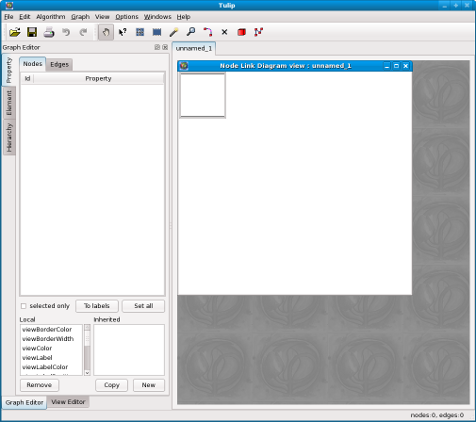 Tulip
File Edit Algorithm Graph View Options Windows Help
Graph Editor
unnamed_1
Property
Element
Hierarchy
Nodes Edges
id Property
Node Link Diagram view : unnamed_1
selected only To labels Set all
Local Inherited
viewBorderColor
viewBorderWidth
viewColor
viewLabel
viewLabelColor
Remove Copy New
Graph Editor View Editor
nodes:0, edges:0